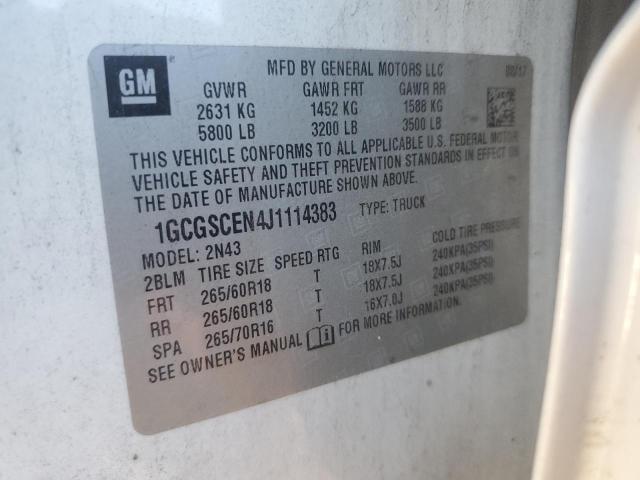 GM
MFD BY GENERAL MOTORS LLC
GVWR GAWR FRT GAWR RR
2631 KG 1452 KG 1588 KG
5800 LB 3200 LB 3500 LB
THIS VEHICLE CONFORMS TO ALL APPLICABLE U.S. FEDERAL MOTOR
VEHICLE SAFETY AND THEFT PREVENTION STANDARDS IN EFFECT ON
THE DATE OF MANUFACTURE SHOWN ABOVE.
1GCGSCEN4J1114383 TYPE: TRUCK
MODEL: 2N43
2BLM TIRE SIZE SPEED RTG RIM COLD TIRE PRESSURE
FRT 265/60R18 T 18X7.5J 240KPA(35PSI)
RR 265/60R18 T 18X7.5J 240KPA(35PSI)
SPA 265/70R16 T 16X7.0J 240KPA(35PSI)
SEE OWNER'S MANUAL FOR MORE INFORMATION.